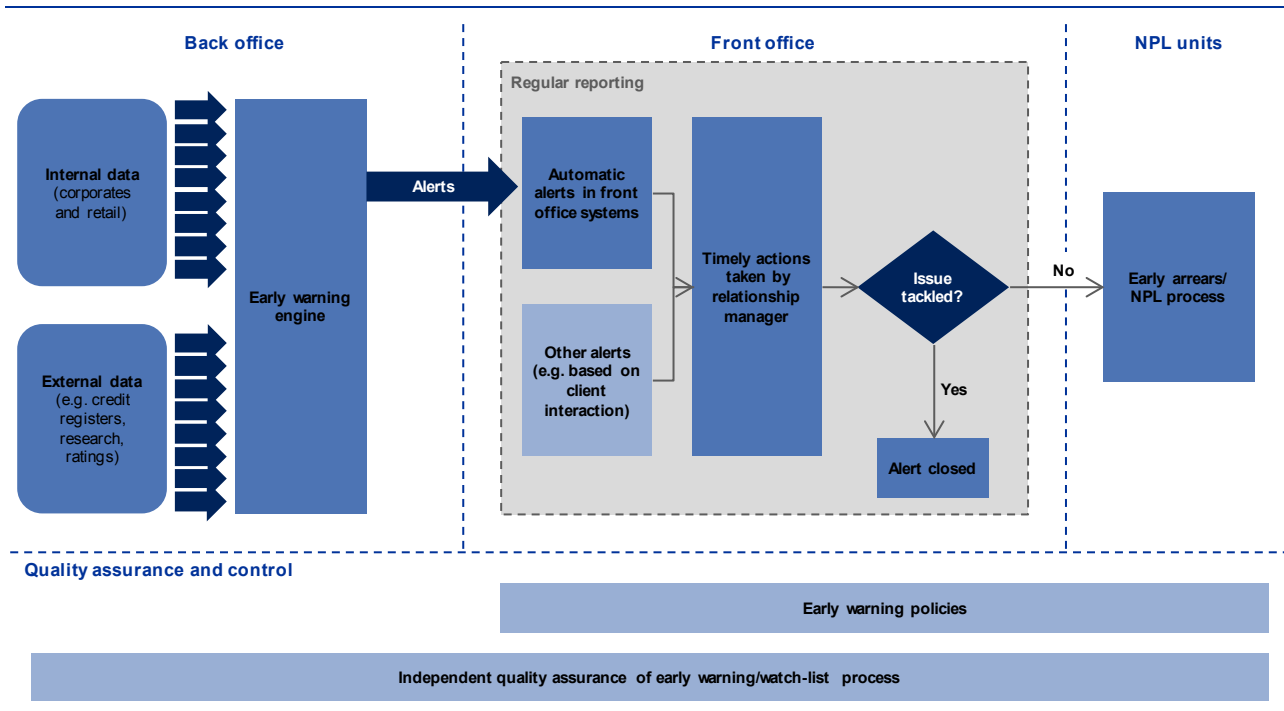 Back office
Front office
NPL units
Regular reporting
Internal data
(corporates
and retail)
Early warning
engine
Alerts
Automatic
alerts in front
office systems
Timely actions
taken by
relationship
manager
Issue
tackled?
No
Early arrears/
NPL process
External data
(e.g. credit
registers,
research,
ratings)
Other alerts
(e.g. based on
client
interaction)
Yes
Alert closed
Quality assurance and control
Early warning policies
Independent quality assurance of early warning/watch-list process